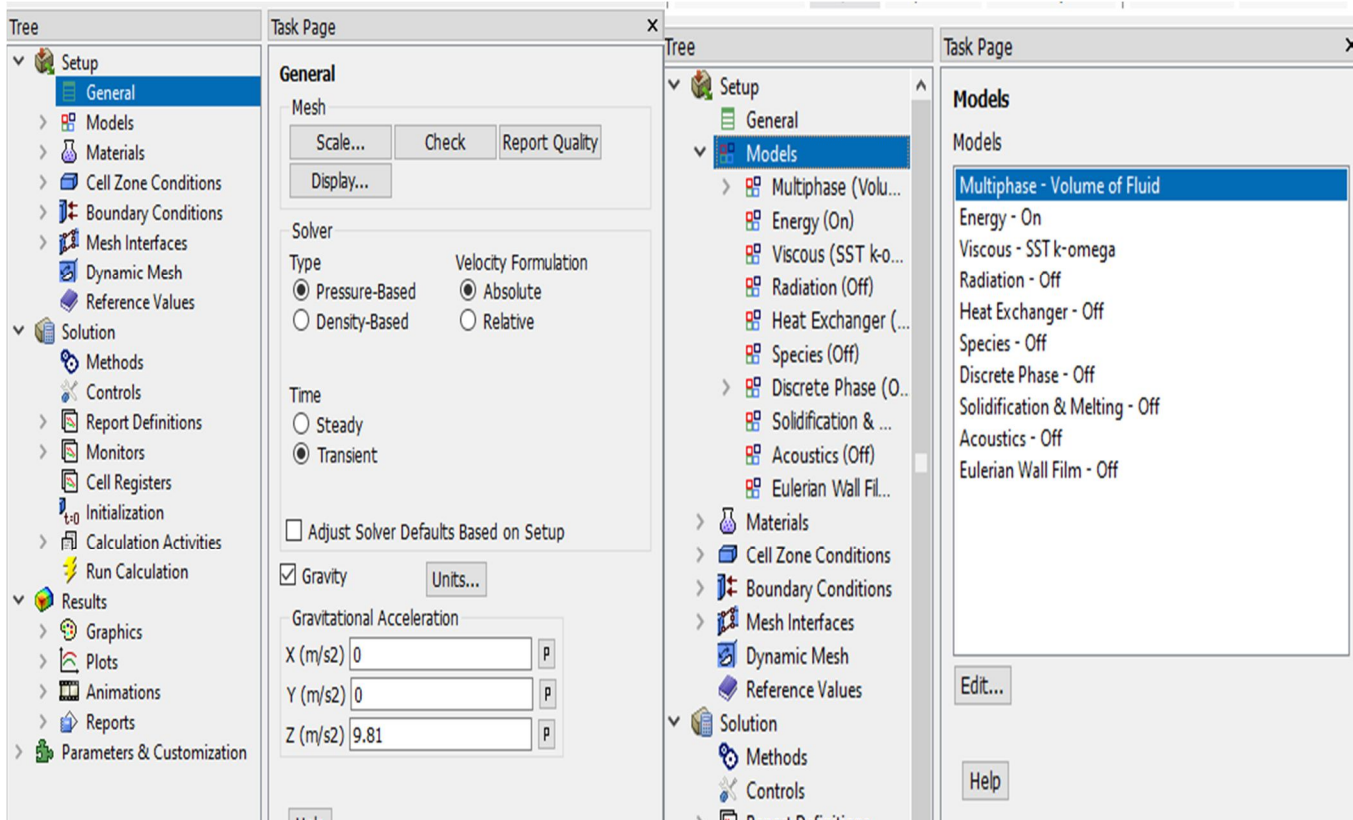 Tree
Setup
General
Models
Materials
Cell Zone Conditions
Boundary Conditions
Mesh Interfaces
Dynamic Mesh
Reference Values
Solution
Methods
Controls
Report Definitions
Monitors
Cell Registers
t=0 Initialization
Calculation Activities
Run Calculation
Results
Graphics
Plots
Animations
Reports
Parameters & Customization
Task Page X
General
Mesh
Scale... Check Report Quality
Display...
Solver
Type Velocity Formulation
Pressure-Based Absolute
Density-Based Relative
Time
Steady
Transient
Adjust Solver Defaults Based on Setup
Gravity Units...
Gravitational Acceleration
X (m/s2) 0 P
Y (m/s2) 0 P
Z (m/s2) 9.81 P
Tree
Setup
General
Models
Multiphase (Volu...
Energy (On)
Viscous (SST k-o...
Radiation (Off)
Heat Exchanger (...
Species (Off)
Discrete Phase (O...
Solidification & ...
Acoustics (Off)
Eulerian Wall Fil...
Materials
Cell Zone Conditions
Boundary Conditions
Mesh Interfaces
Dynamic Mesh
Reference Values
Solution
Methods
Controls
Task Page
Models
Models
Multiphase - Volume of Fluid
Energy - On
Viscous - SST k-omega
Radiation - Off
Heat Exchanger - Off
Species - Off
Discrete Phase - Off
Solidification & Melting - Off
Acoustics - Off
Eulerian Wall Film - Off
Edit...
Help